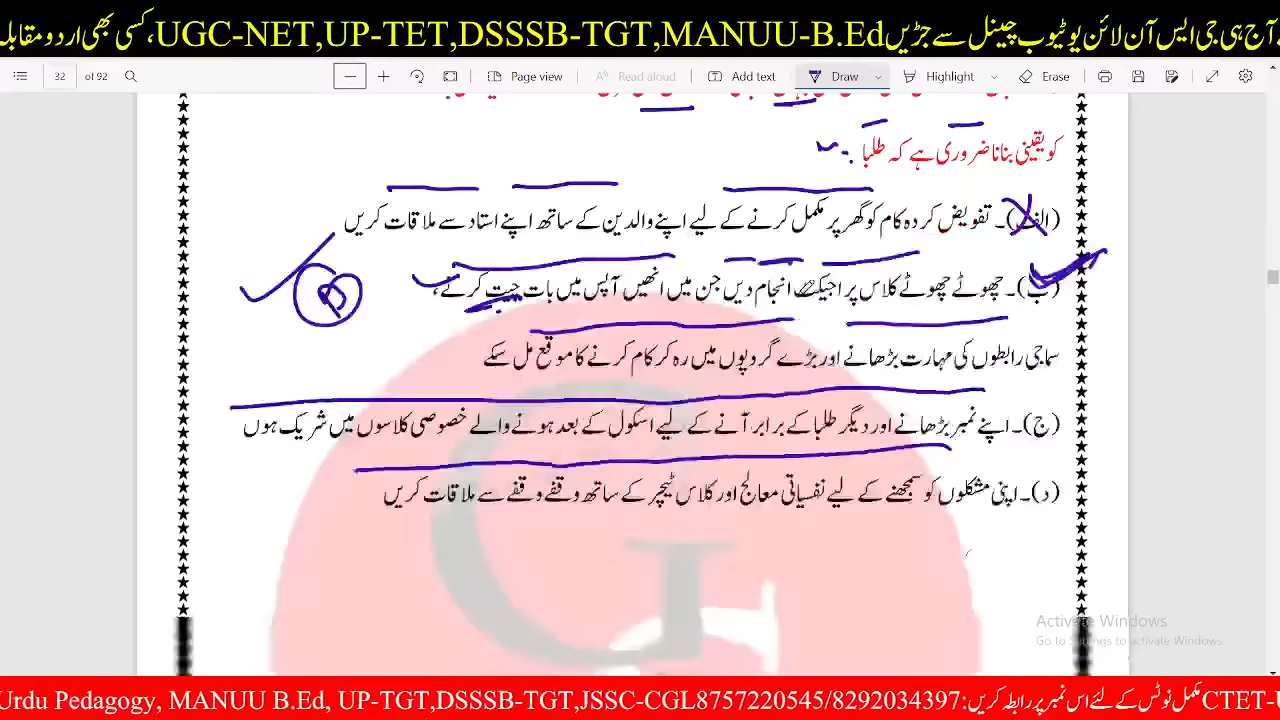 آج ہی جی ایس آن لائن یوٹیوب چینل سے جڑیں UGC-NET,UP-TET,DSSSB-TGT,MANUU-B.Ed، کسی بھی اردو مقابلہ
32 of 92 Page view Read aloud Add text Draw Highlight Erase
کو یقینی بنانا ضروری ہے کہ طلبا
(الف)۔ تفویض کردہ کام کو گھر پر مکمل کرنے کے لیے اپنے والدین کے ساتھ اپنے استاد سے ملاقات کریں
(ب)۔ چھوٹے چھوٹے کلاس پراجیکٹ انجام دیں جن میں انھیں آپس میں بات چیت کرنے،
سماجی رابطوں کی مہارت بڑھانے اور بڑے گروپوں میں رہ کر کام کرنے کا موقع مل سکے
(ج)۔ اپنے نمبر بڑھانے اور دیگر طلبا کے برابر آنے کے لیے اسکول کے بعد ہونے والے خصوصی کلاسوں میں شریک ہوں
(د)۔ اپنی مشکلوں کو سمجھنے کے لیے نفسیاتی معالج اور کلاس ٹیچر کے ساتھ وقفے وقفے سے ملاقات کریں
Activate Windows
Go to Settings to activate Windows.
Urdu Pedagogy, MANUU B.Ed, UP-TGT,DSSSB-TGT,JSSC-CGL مکمل نوٹس کے لئے اس نمبر پر رابطہ کریں:8757220545/8292034397 CTET-